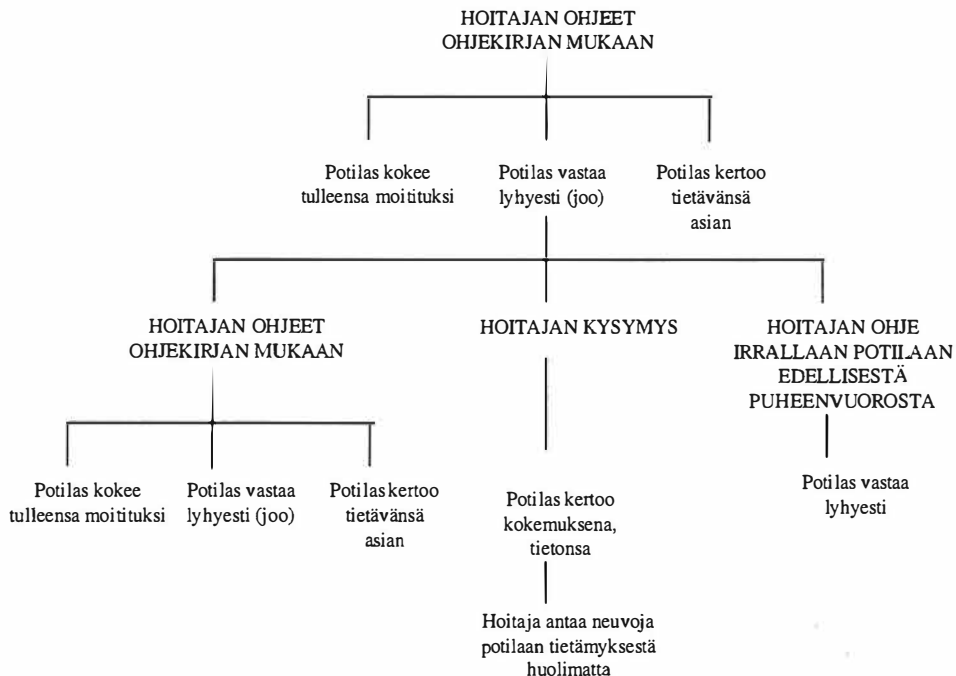 HOITAJAN OHJEET
OHJEKIRJAN MUKAAN
Potilas kokee
tulleensa moitituksi
Potilas vastaa
lyhyesti (joo)
Potilas kertoo
tietävänsä
asian
HOITAJAN OHJEET
OHJEKIRJAN MUKAAN
HOITAJAN KYSYMYS
HOITAJAN OHJE
IRRALLAAN POTILAAN
EDELLISESTÄ
PUHEENVUOROSTA
Potilas kokee
tulleensa moitituksi
Potilas vastaa
lyhyesti (joo)
Potilas kertoo
tietävänsä
asian
Potilas kertoo
kokemuksena,
tietonsa
Potilas vastaa
lyhyesti
Hoitaja antaa neuvoja
potilaan tietämyksestä
huolimatta